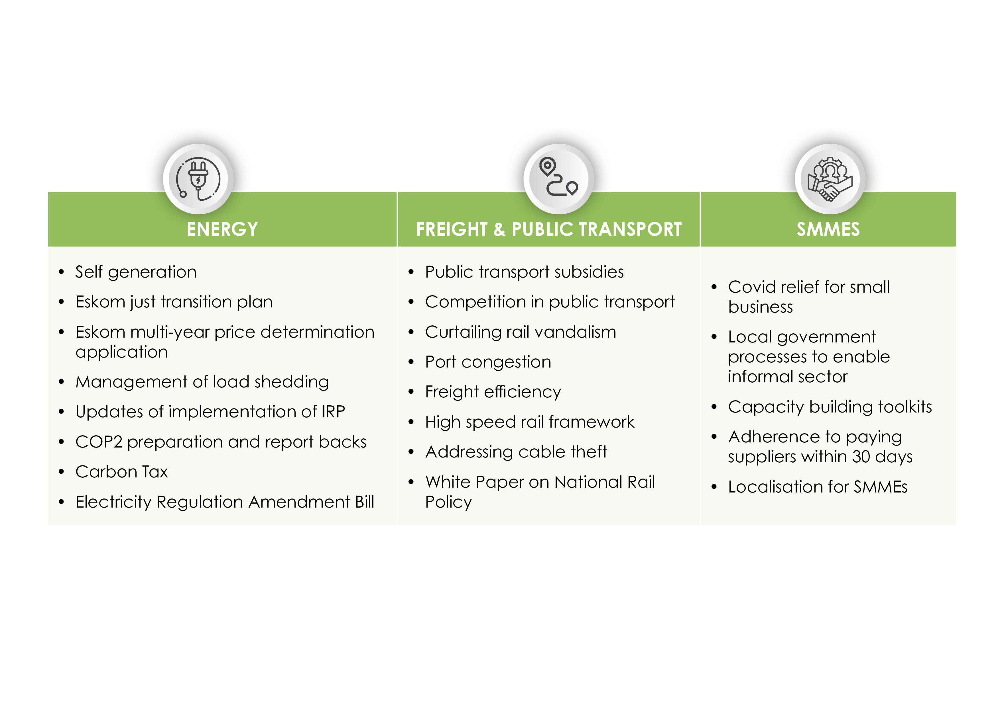 ENERGY
• Self generation
• Eskom just transition plan
• Eskom multi-year price determination
application
• Management of load shedding
• Updates of implementation of IRP
• COP2 preparation and report backs
• Carbon Tax
• Electricity Regulation Amendment Bill
FREIGHT & PUBLIC TRANSPORT
• Public transport subsidies
• Competition in public transport
• Curtailing rail vandalism
• Port congestion
• Freight efficiency
• High speed rail framework
• Addressing cable theft
• White Paper on National Rail
Policy
SMMES
• Covid relief for small
business
• Local government
processes to enable
informal sector
• Capacity building toolkits
• Adherence to paying
suppliers within 30 days
• Localisation for SMMEs